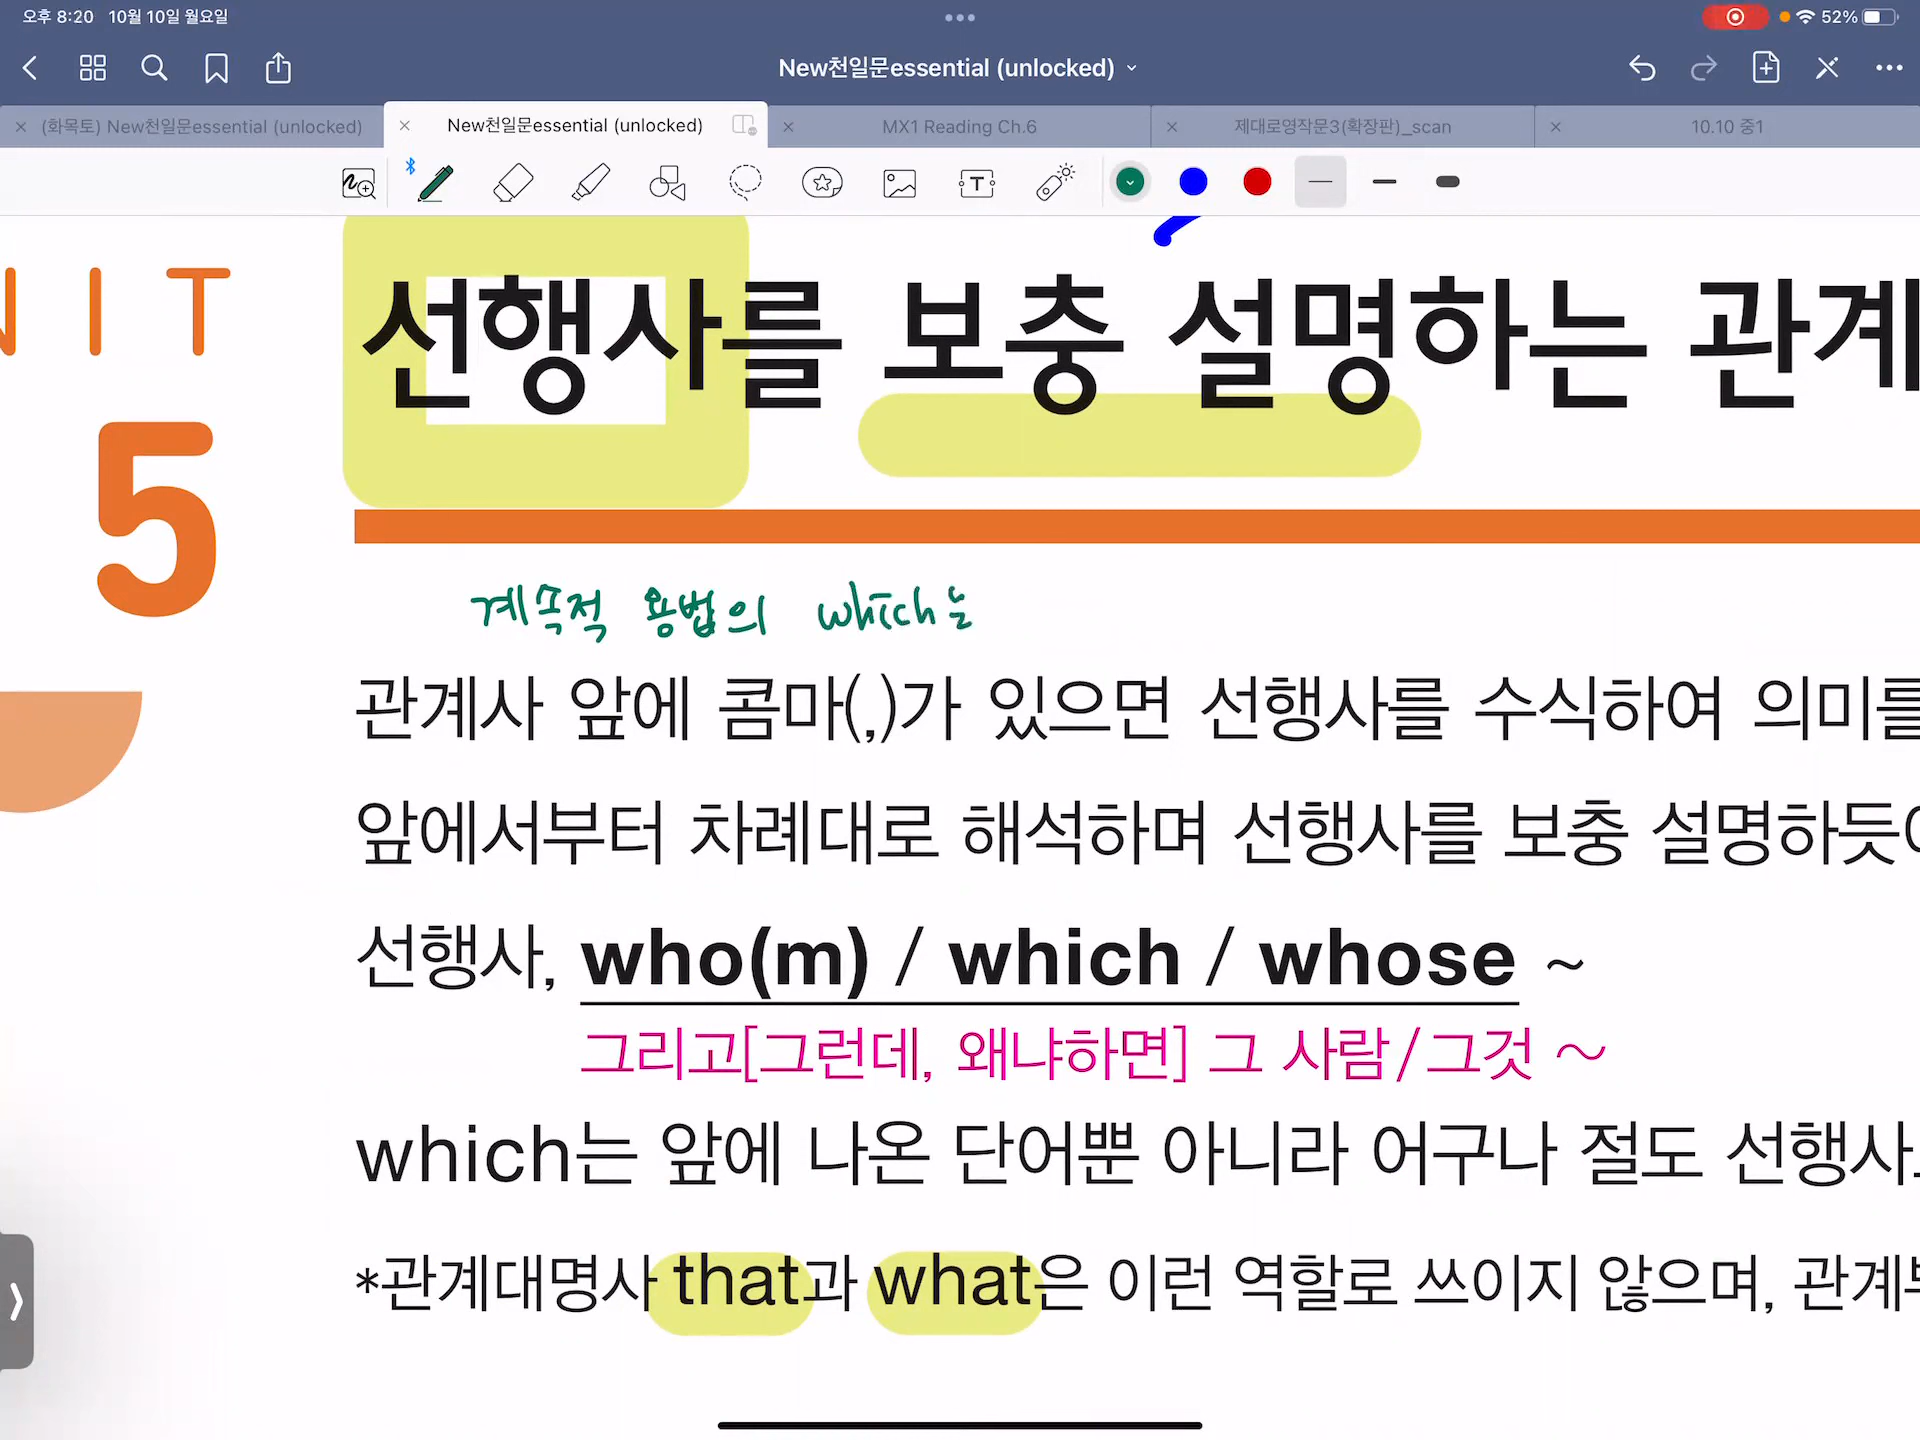 오후 8:20 10월 10일 월요일
52%
New천일문essential (unlocked)
(화목토) New천일문essential (unlocked)
New천일문essential (unlocked)
MX1 Reading Ch.6
제대로영작문3(확장판)_scan
10.10 중1
NIT
5
선행사를 보충 설명하는 관계
계속적 용법의 which는
관계사 앞에 콤마(,)가 있으면 선행사를 수식하여 의미를
앞에서부터 차례대로 해석하며 선행사를 보충 설명하듯이
선행사, who(m) / which / whose ~
그리고[그런데, 왜냐하면] 그 사람/그것 ~
which는 앞에 나온 단어뿐 아니라 어구나 절도 선행사
*관계대명사 that과 what은 이런 역할로 쓰이지 않으며, 관계